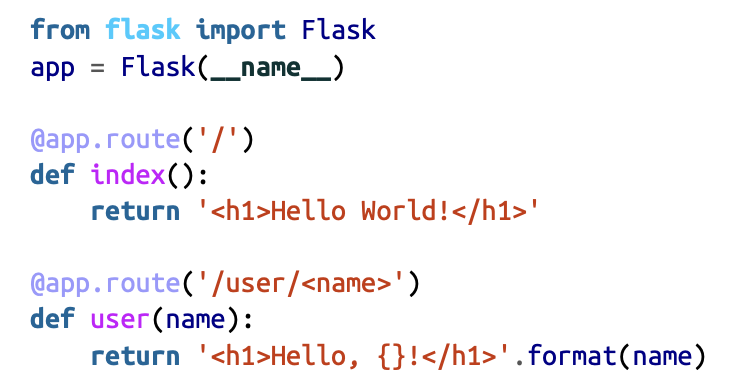 from flask import Flask
app = Flask(__name__)

@app.route('/')
def index():
    return '<h1>Hello World!</h1>'

@app.route('/user/<name>')
def user(name):
    return '<h1>Hello, {}!</h1>'.format(name)